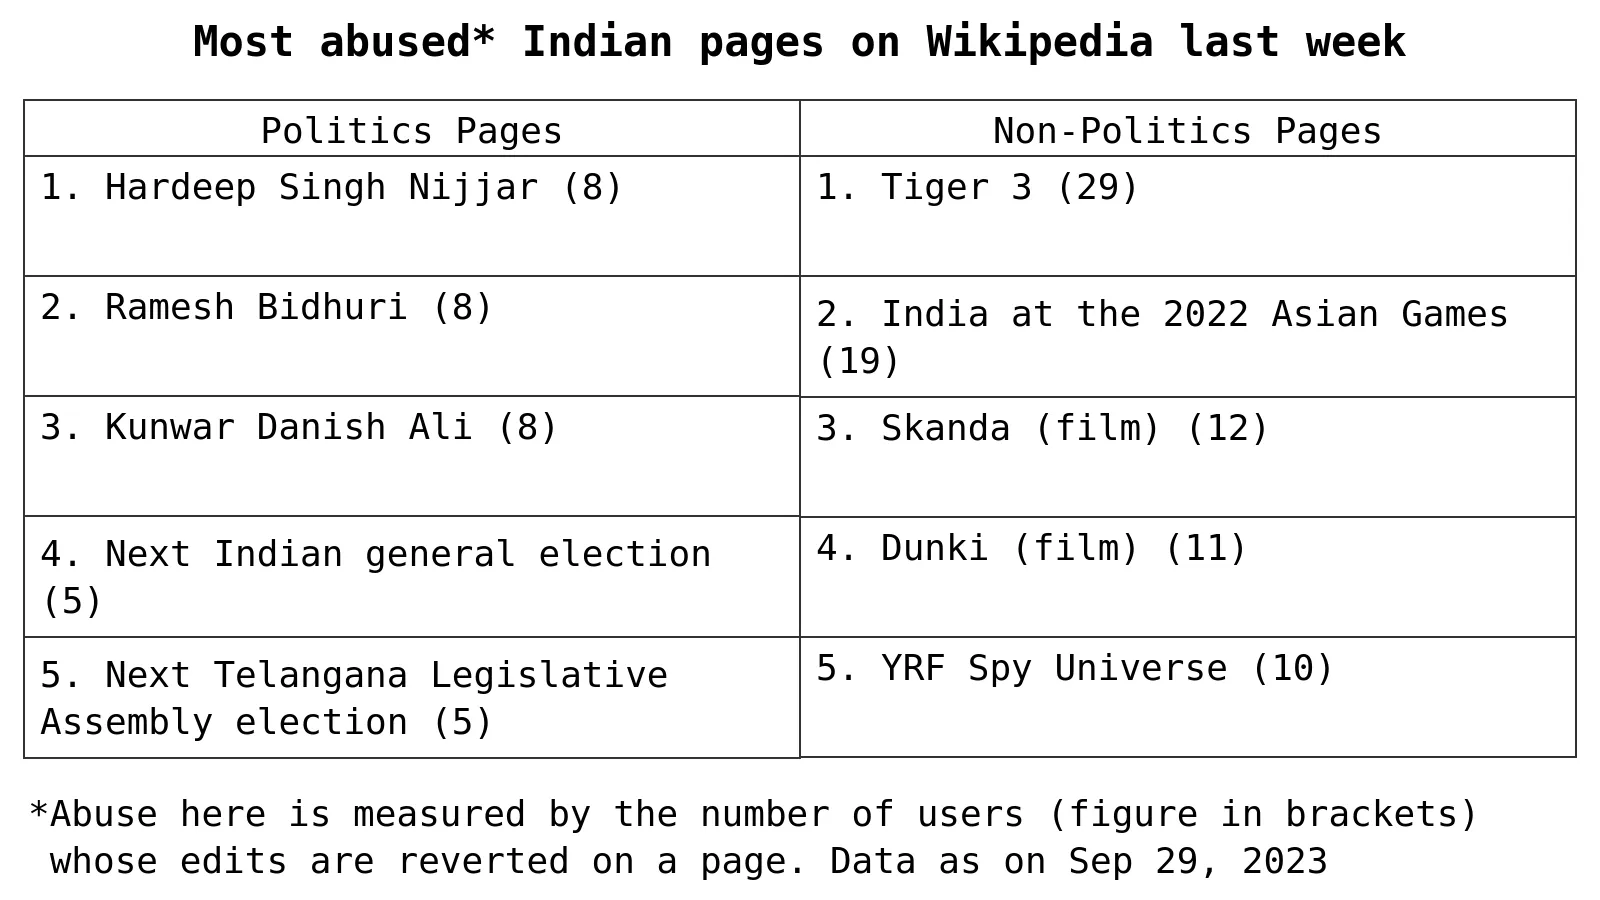 Most abused* Indian pages on Wikipedia last week
Politics Pages
Non-Politics Pages
1. Hardeep Singh Nijjar (8)
1. Tiger 3 (29)
2. Ramesh Bidhuri (8)
2. India at the 2022 Asian Games
(19)
3. Kunwar Danish Ali (8)
3. Skanda (film) (12)
4. Next Indian general election
(5)
4. Dunki (film) (11)
5. Next Telangana Legislative
Assembly election (5)
5. YRF Spy Universe (10)
*Abuse here is measured by the number of users (figure in brackets)
whose edits are reverted on a page. Data as on Sep 29, 2023